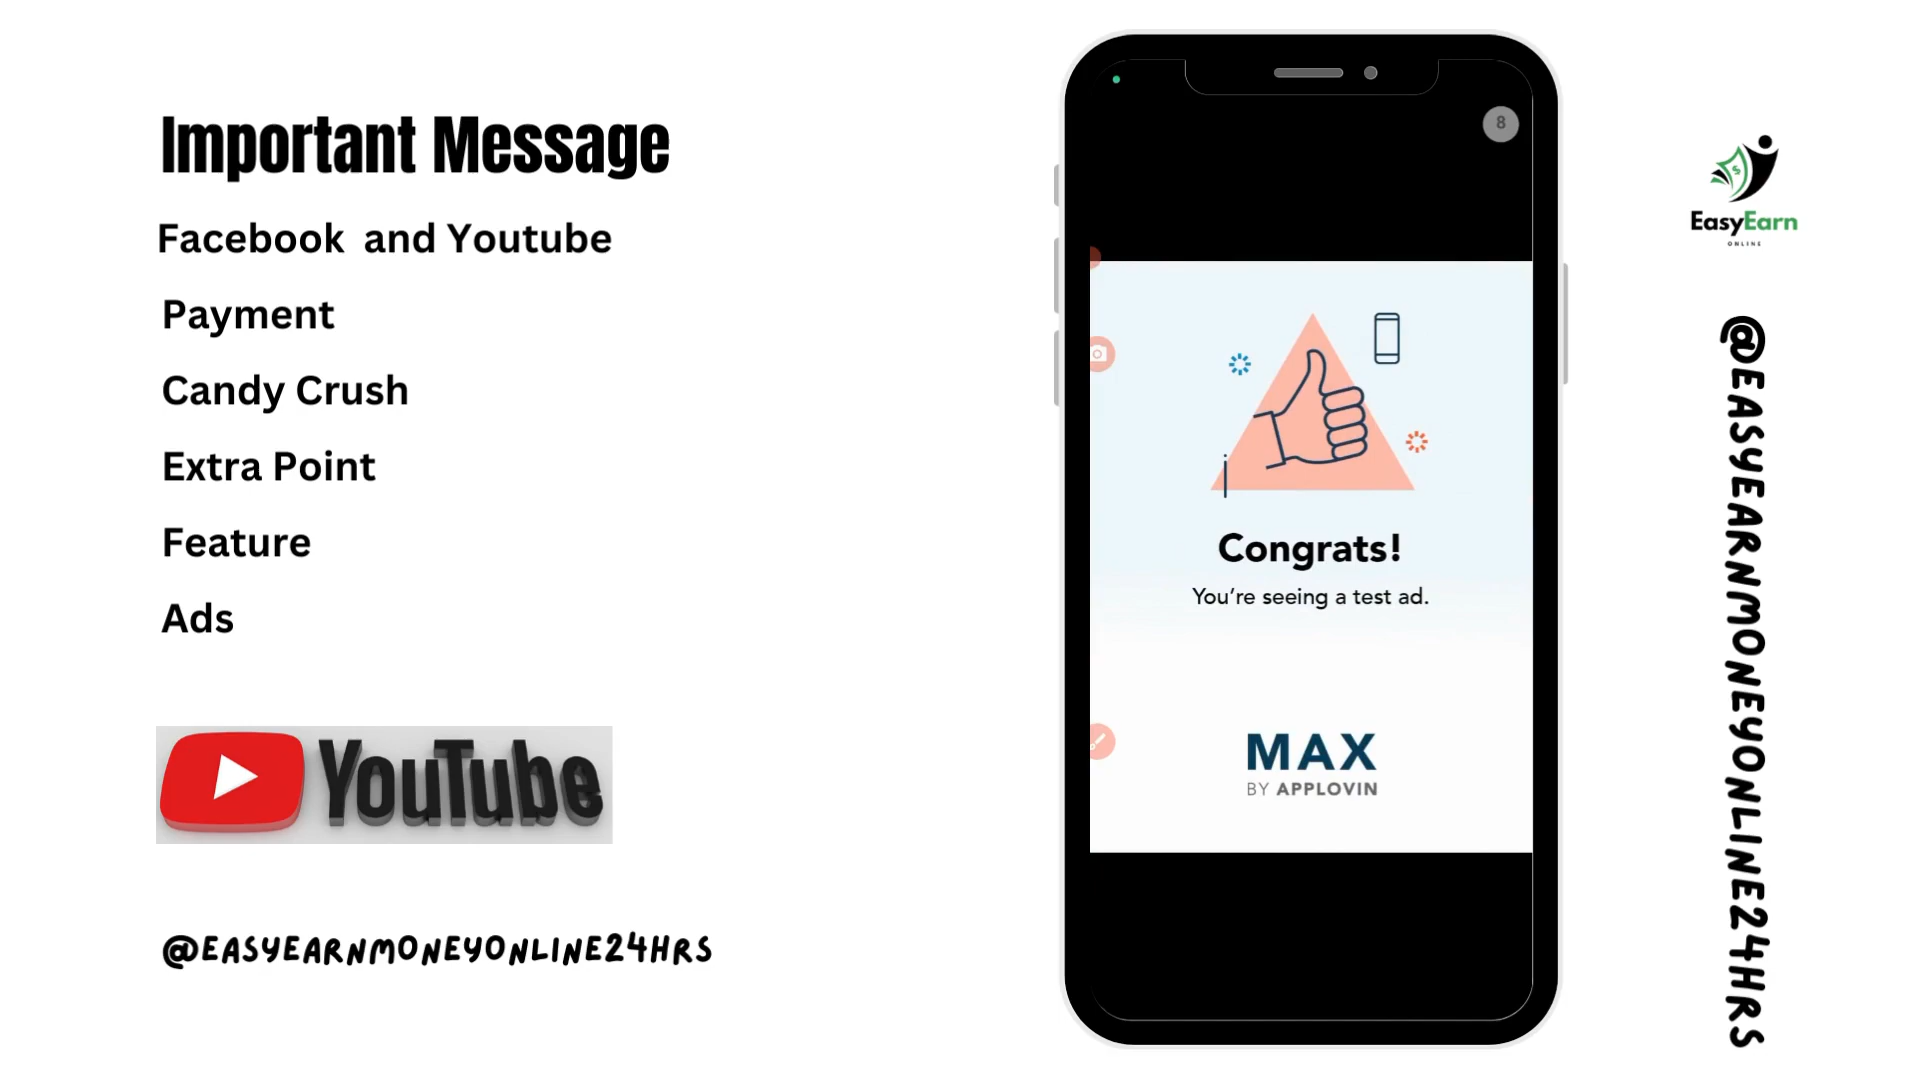 Important Message
Facebook and Youtube
Payment
Candy Crush
Extra Point
Feature
Ads
YouTube
@EASYEARNMONEYONLINE24HRS
8
Congrats!
You're seeing a test ad.
MAX
BY APPLOVIN
$
EasyEarn
ONLINE
@EASYEARNMONEYONLINE24HRS